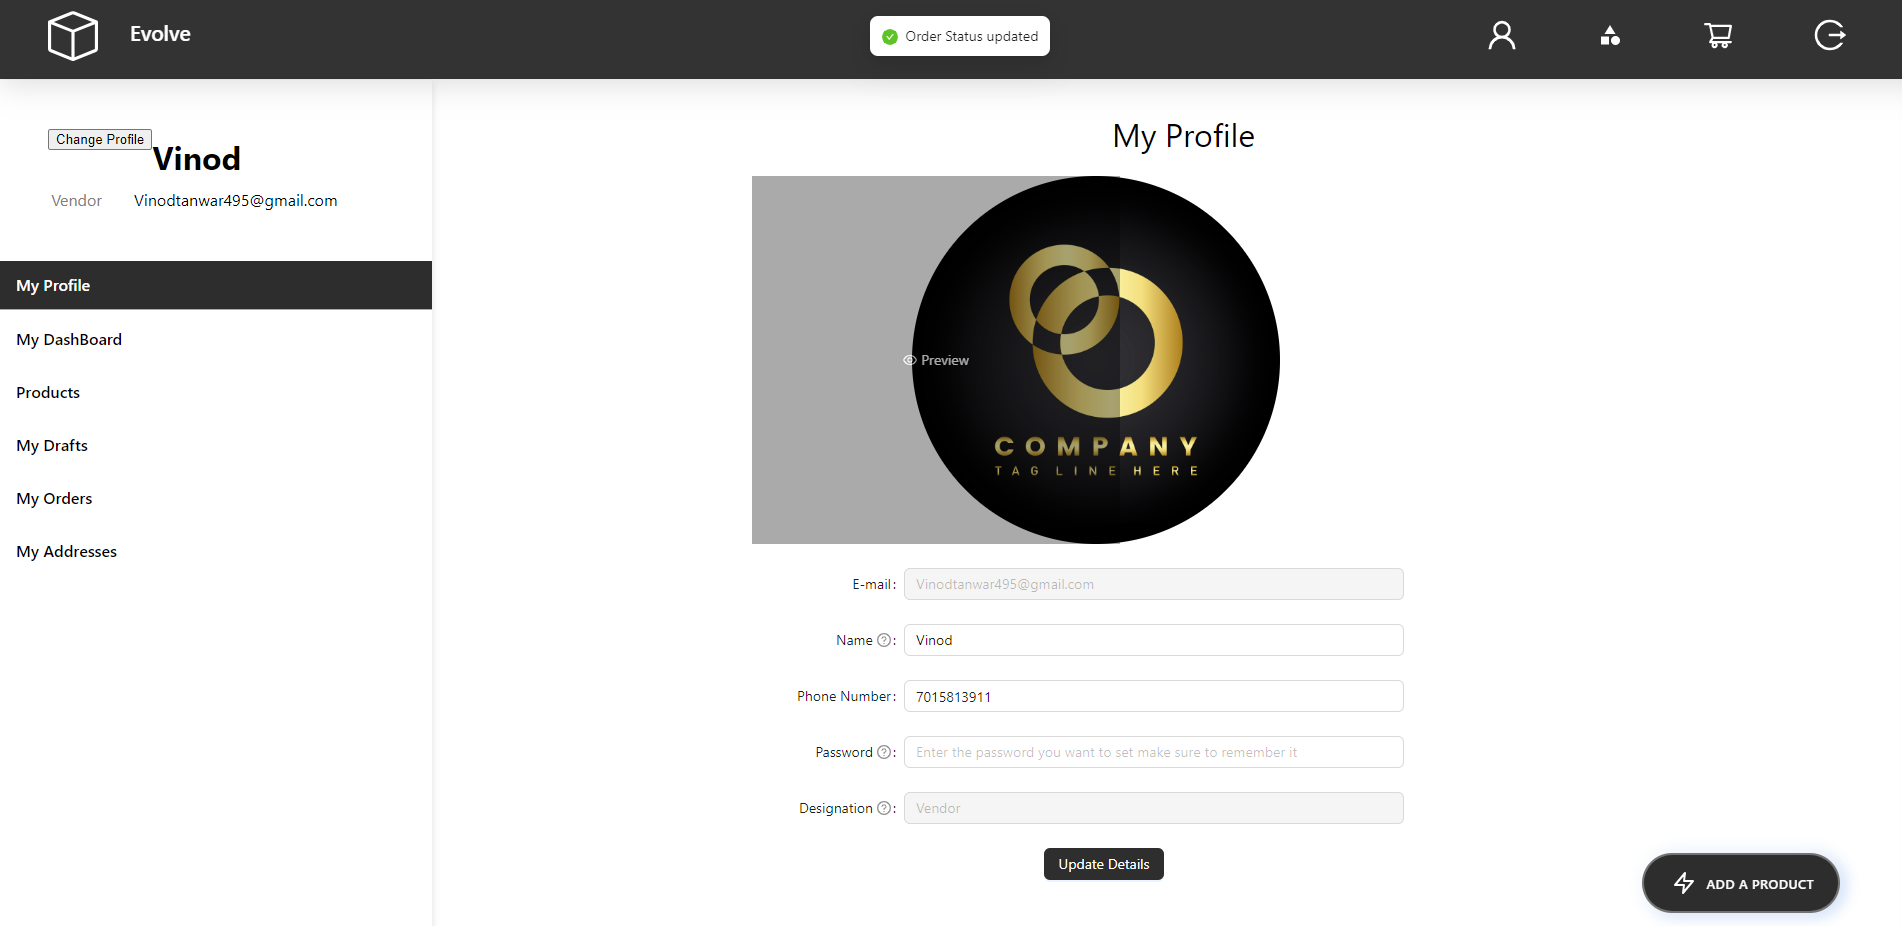 Evolve
Order Status updated
Change Profile
Vinod
Vendor Vinodtanwar495@gmail.com
My Profile
My DashBoard
Products
My Drafts
My Orders
My Addresses
My Profile
Preview
COMPANY
TAG LINE HERE
E-mail: Vinodtanwar495@gmail.com
Name ?: Vinod
Phone Number: 7015813911
Password ?: Enter the password you want to set make sure to remember it
Designation ?: Vendor
Update Details
ADD A PRODUCT